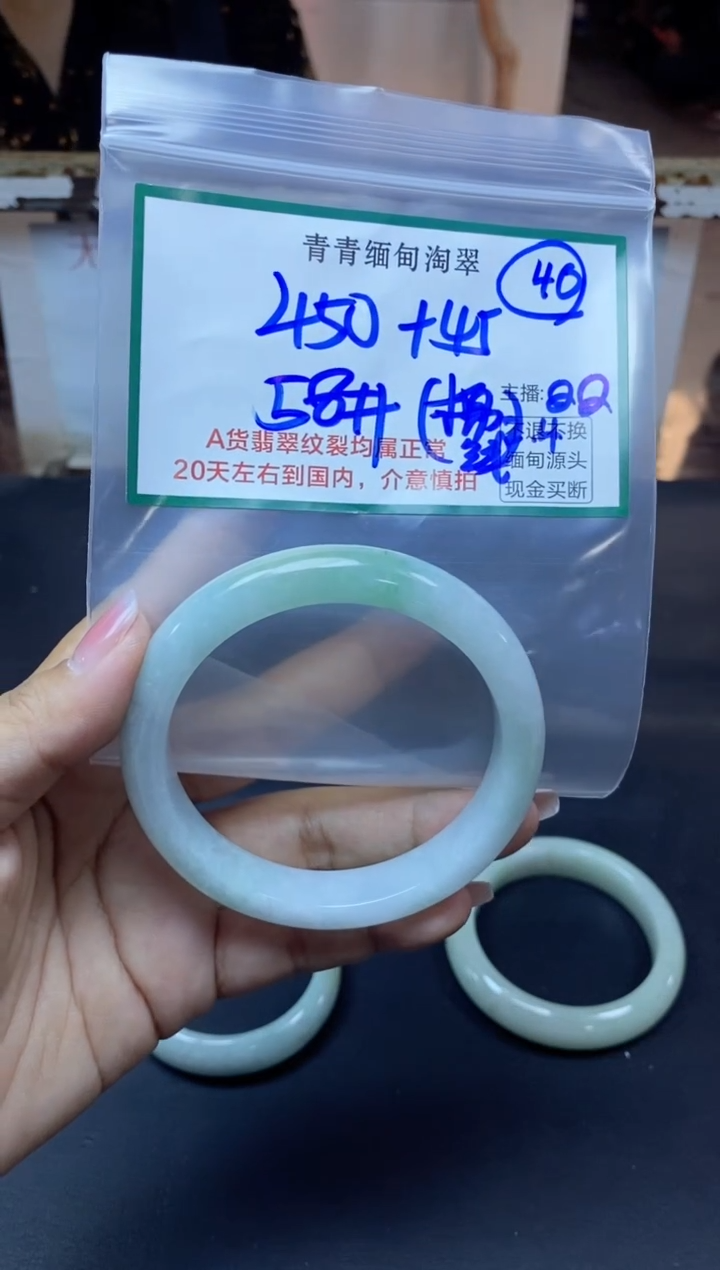 青青缅甸淘翠
40
450 +45
58# (
主播: 22
A货翡翠纹裂均属正常
不退不换
20天左右到国内，介意慎拍
缅甸源头
现金买断